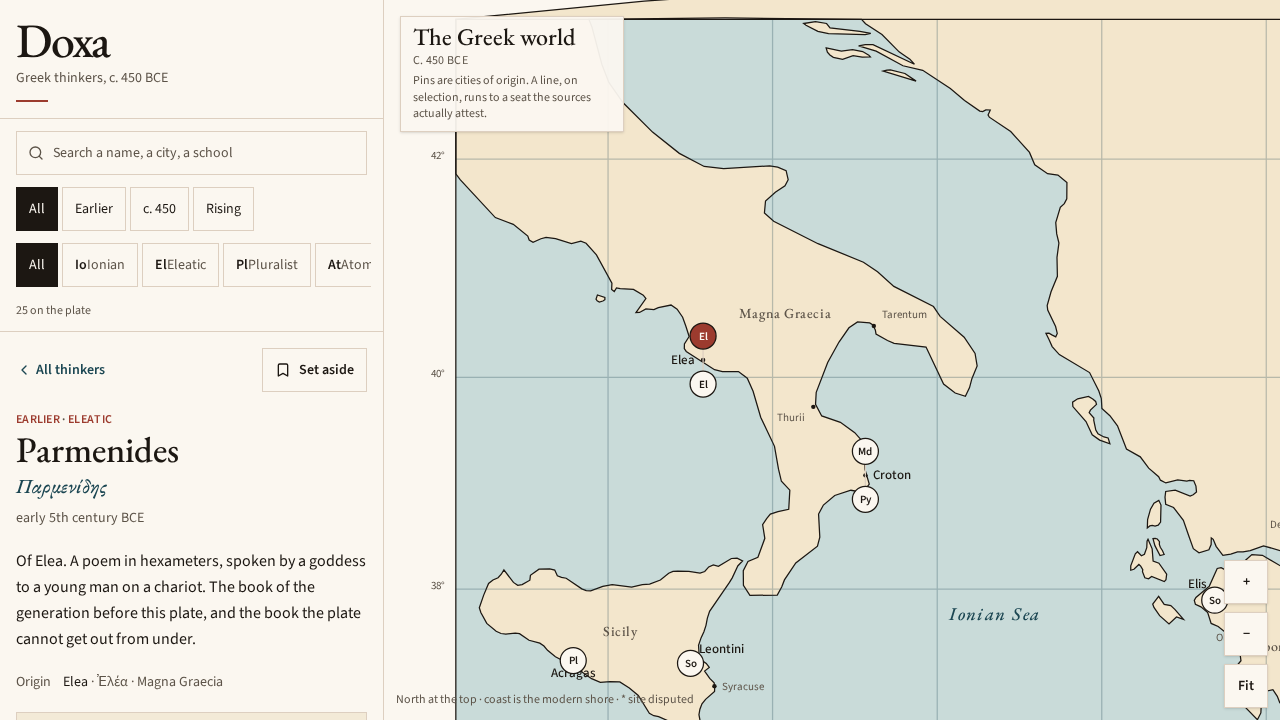 Doxa
Greek thinkers, c. 450 BCE
Search a name, a city, a school
All Earlier c. 450 Rising
All IoIonian ElEleatic PlPluralist AtAtom
25 on the plate
All thinkers
Set aside
EARLIER · ELEATIC
Parmenides
Παρμενίδης
early 5th century BCE
Of Elea. A poem in hexameters, spoken by a goddess
to a young man on a chariot. The book of the
generation before this plate, and the book the plate
cannot get out from under.
Origin Elea · Ἐλέα · Magna Graecia
The Greek world
C. 450 BCE
Pins are cities of origin. A line, on
selection, runs to a seat the sources
actually attest.
42°
40°
38°
Magna Graecia
Tarentum
El
Elea
El
Thurii
Md
Croton
Py
Sicily
Ionian Sea
Leontini
Pl
So
Acragas
Syracuse
Elis
So
De
O
+
−
Fit
North at the top · coast is the modern shore · * site disputed